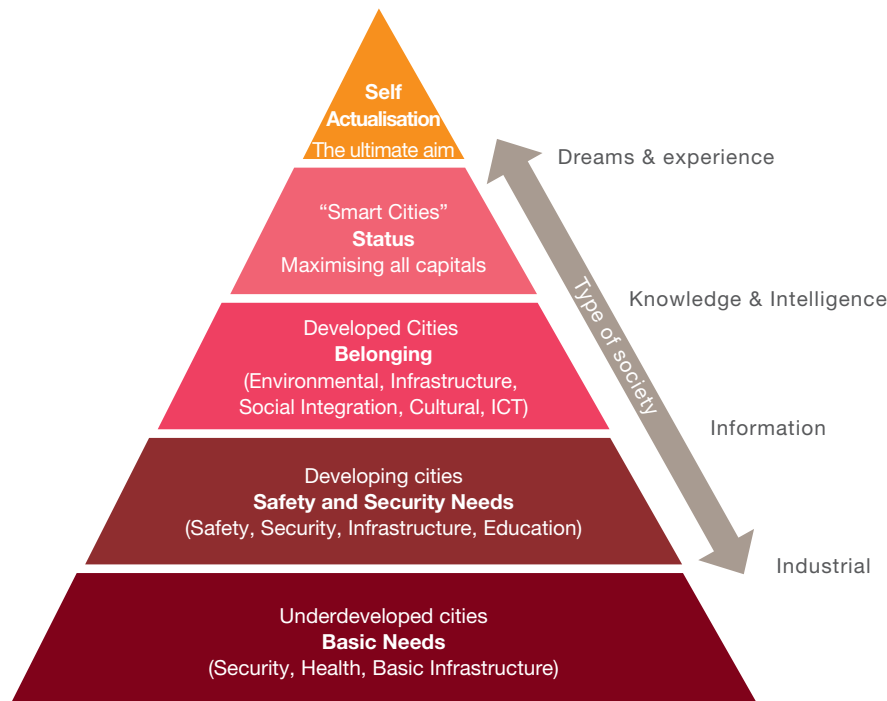 Self
Actualisation
The ultimate aim
Dreams & experience
“Smart Cities”
Status
Maximising all capitals
Type of society
Knowledge & Intelligence
Developed Cities
Belonging
(Environmental, Infrastructure,
Social Integration, Cultural, ICT)
Information
Developing cities
Safety and Security Needs
(Safety, Security, Infrastructure, Education)
Industrial
Underdeveloped cities
Basic Needs
(Security, Health, Basic Infrastructure)